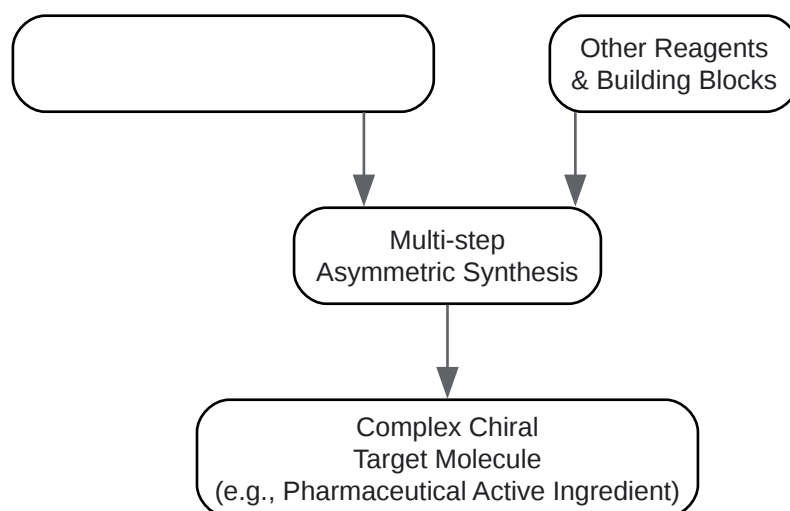 Other Reagents
& Building Blocks
Multi-step
Asymmetric Synthesis
Complex Chiral
Target Molecule
(e.g., Pharmaceutical Active Ingredient)